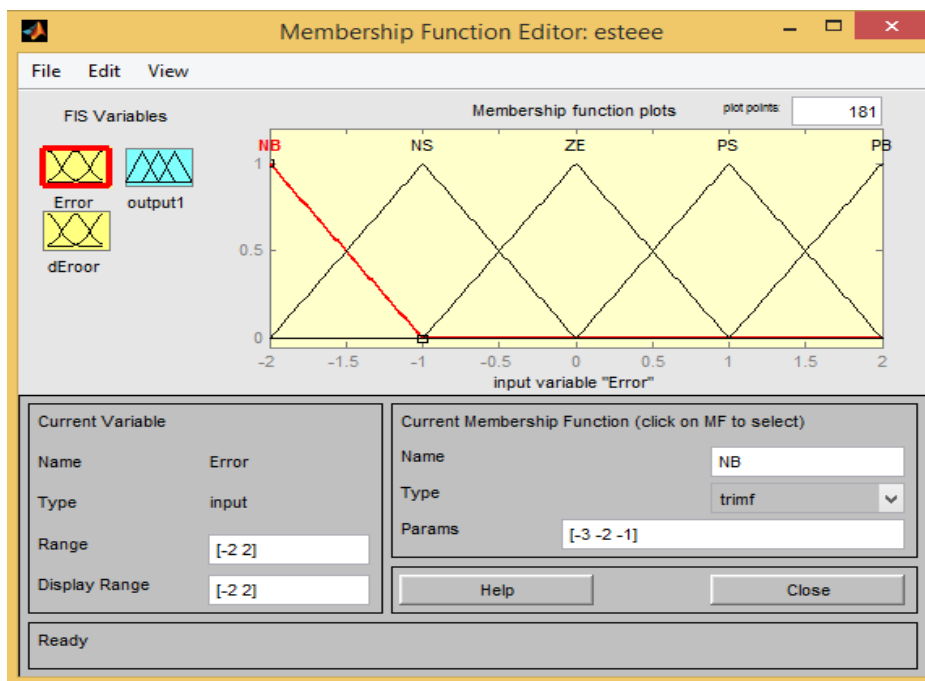 Membership Function Editor: esteee
File Edit View
FIS Variables
Membership function plots
plot points:
181
Error
output1
dEroor
NB NS ZE PS PB
1
0.5
0
-2 -1.5 -1 -0.5 0 0.5 1 1.5 2
input variable "Error"
Current Variable
Name Error
Type input
Range [-2 2]
Display Range [-2 2]
Current Membership Function (click on MF to select)
Name NB
Type trimf
Params [-3 -2 -1]
Help Close
Ready